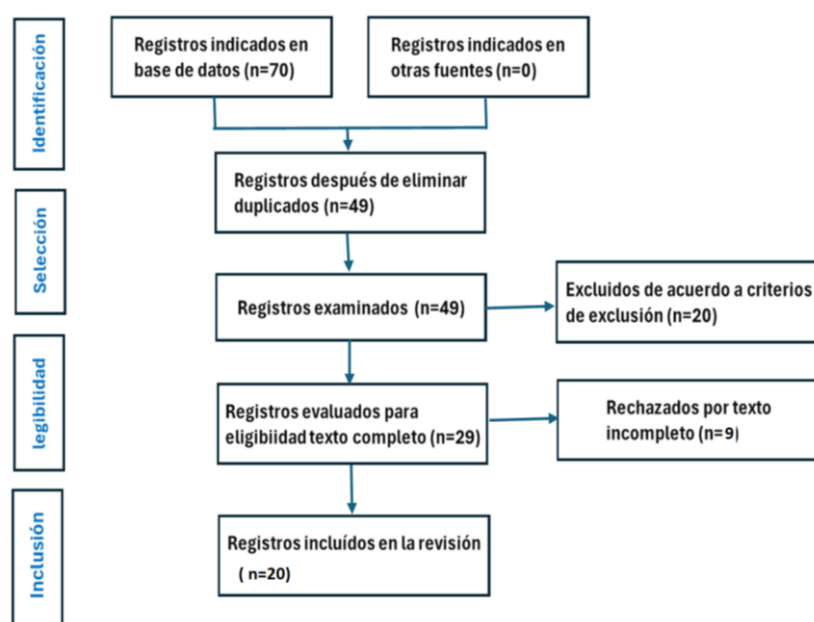 Identificación
Registros indicados en
base de datos (n=70)
Registros indicados en
otras fuentes (n=0)
Registros después de eliminar
duplicados (n=49)
Selección
Registros examinados (n=49)
Excluidos de acuerdo a criterios
de exclusión (n=20)
legibilidad
Registros evaluados para
eligibiidad texto completo (n=29)
Rechazados por texto
incompleto (n=9)
Inclusión
Registros incluídos en la revisión
( n=20)